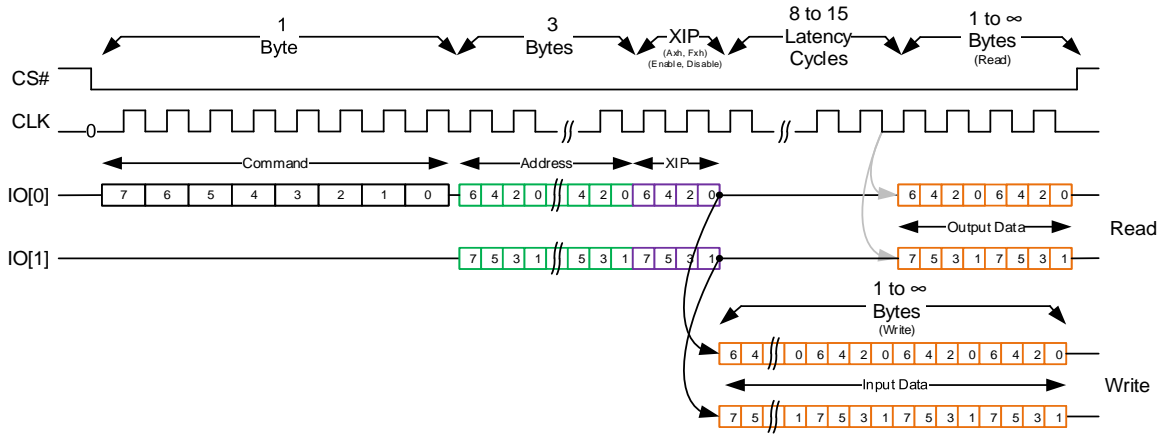 1
Byte
3
Bytes
XIP
(Axh, Fxh)
(Enable, Disable)
8 to 15
Latency
Cycles
1 to ∞
Bytes
(Read)
CS#
CLK
0
Command
Address
XIP
IO[0]
7 6 5 4 3 2 1 0 6 4 2 0 4 2 0 6 4 2 0 6 4 2 0 6 4 2 0
Output Data
Read
IO[1]
7 5 3 1 5 3 1 7 5 3 1 7 5 3 1 7 5 3 1
1 to ∞
Bytes
(Write)
6 4 0 6 4 2 0 6 4 2 0 6 4 2 0
Input Data
Write
7 5 1 7 5 3 1 7 5 3 1 7 5 3 1